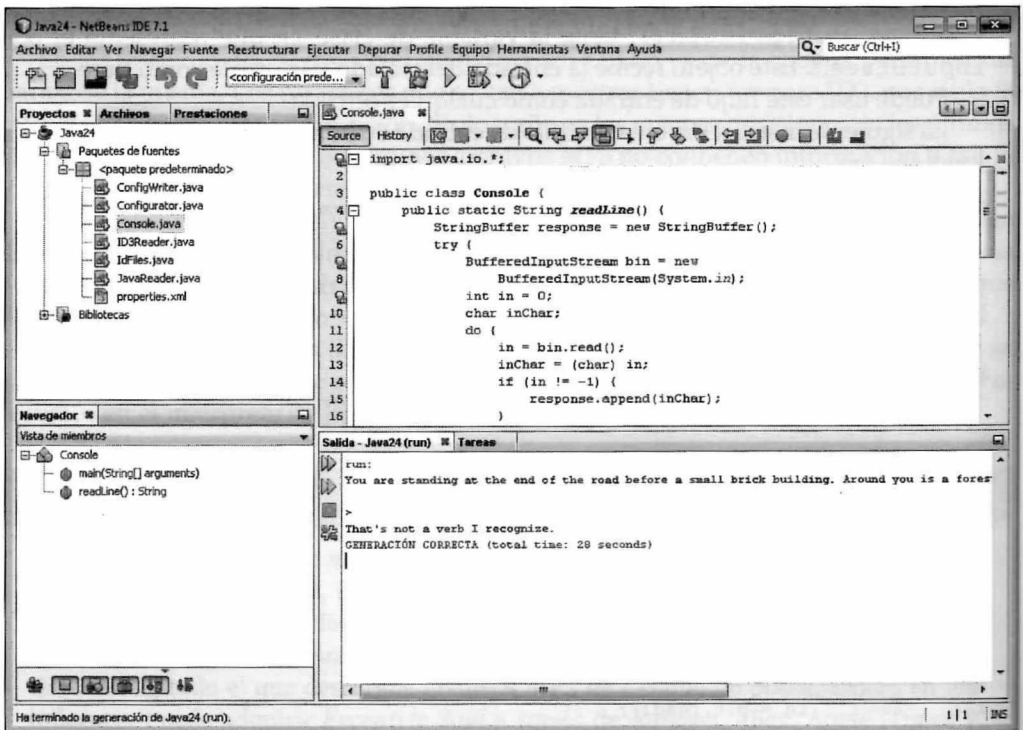 Java24 - NetBeans IDE 7.1
Archivo Editar Ver Navegar Fuente Reestructurar Ejecutar Depurar Profile Equipo Herramientas Ventana Ayuda
Buscar (Ctrl+I)
<configuración prede...
Proyectos Archivos Prestaciones
Java24
Paquetes de fuentes
<paquete predeterminado>
ConfigWriter.java
Configurator.java
Console.java
ID3Reader.java
IdFiles.java
JavaReader.java
properties.xml
Bibliotecas
Navegador
Vista de miembros
Console
main(String[] arguments)
readLine() : String
Console.java
Source History
import java.io.*;
2
3 public class Console {
4 public static String readLine() {
StringBuffer response = new StringBuffer();
6 try {
BufferedInputStream bin = new
8 BufferedInputStream(System.in);
int in = 0;
10 char inChar;
11 do {
12 in = bin.read();
13 inChar = (char) in;
14 if (in != -1) {
15 response.append(inChar);
16 }
Salida - Java24 (run) Tareas
run:
You are standing at the end of the road before a small brick building. Around you is a fores
>
That's not a verb I recognize.
GENERACIÓN CORRECTA (total time: 28 seconds)
Ha terminado la generación de Java24 (run).
1|1 INS